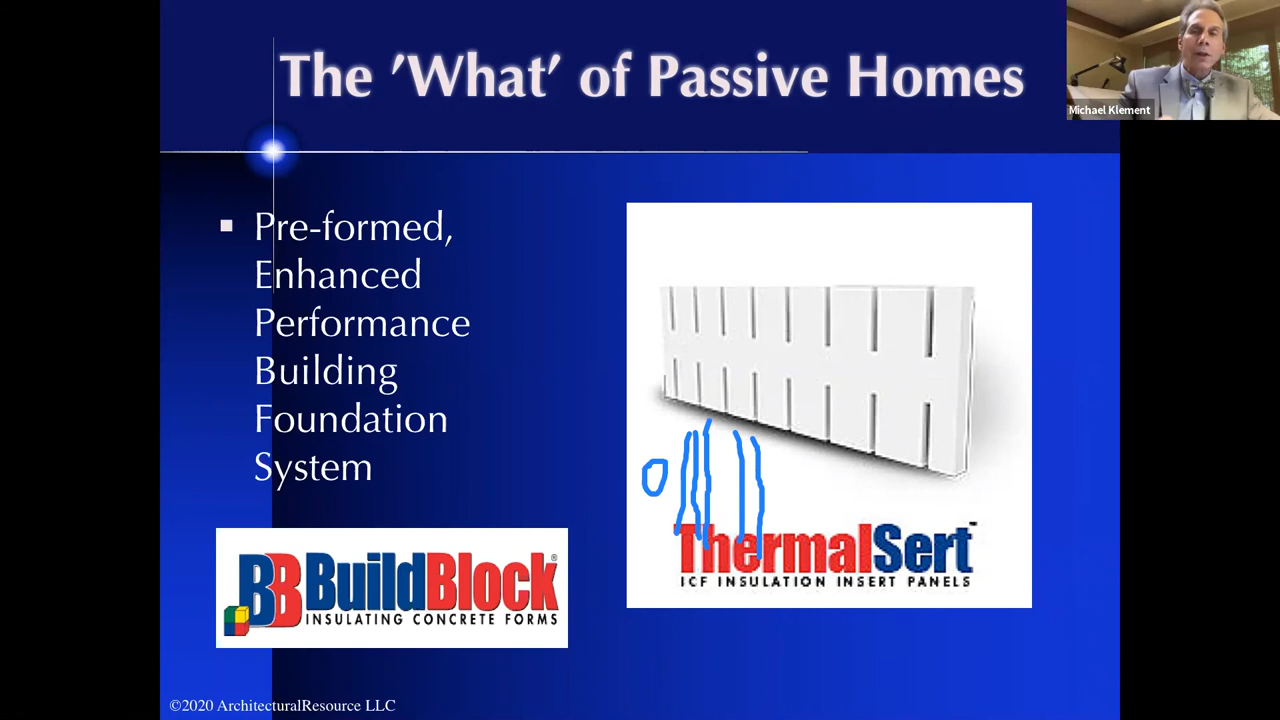 The ’What’ of Passive Homes
Michael Klement
▪ Pre-formed,
Enhanced
Performance
Building
Foundation
System
ThermalSert™
ICF INSULATION INSERT PANELS
BB BuildBlock®
INSULATING CONCRETE FORMS
©2020 ArchitecturalResource LLC